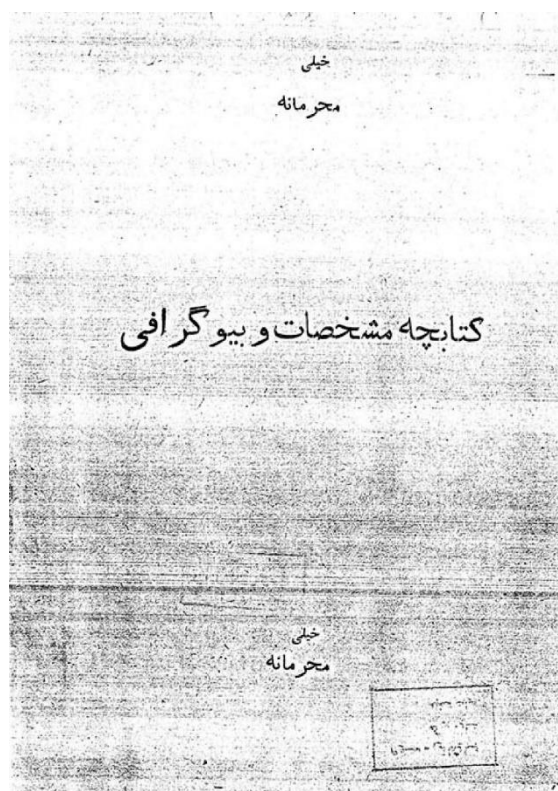 خیلی
محرمانه
کتابچه مشخصات و بیوگرافی
خیلی
محرمانه